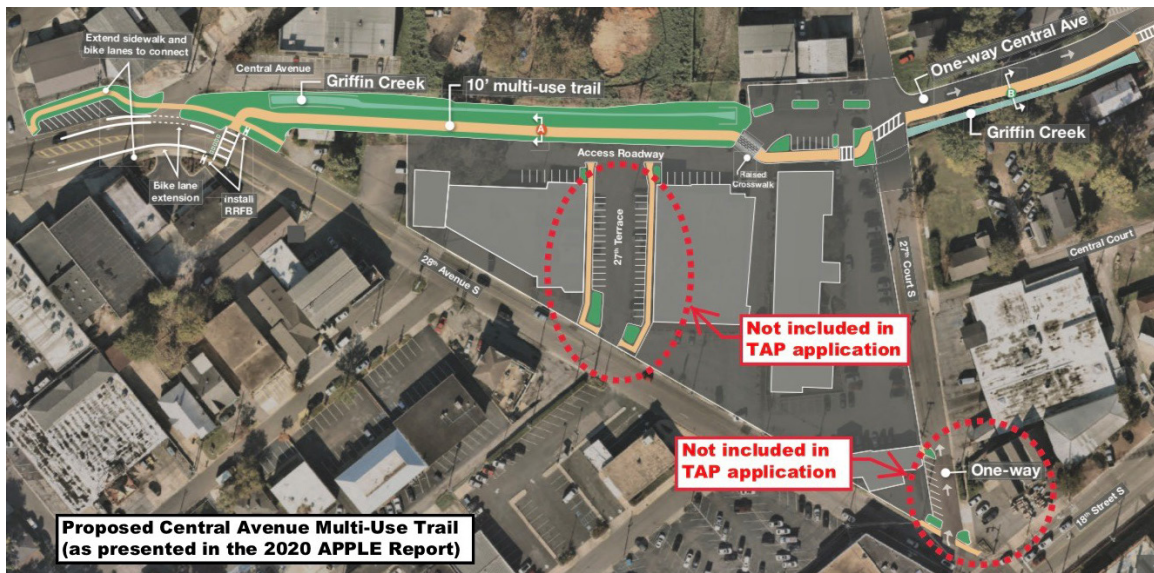 Extend sidewalk and
bike lanes to connect
Central Avenue
Griffin Creek
10' multi-use trail
One-way Central Ave
B
Griffin Creek
A
Access Roadway
Raised
Crosswalk
Bike lane
extension
install
RRFB
27th Terrace
28th Avenue S
27th Court S
Central Court
Not included in
TAP application
Not included in
TAP application
One-way
18th Street S
Proposed Central Avenue Multi-Use Trail
(as presented in the 2020 APPLE Report)